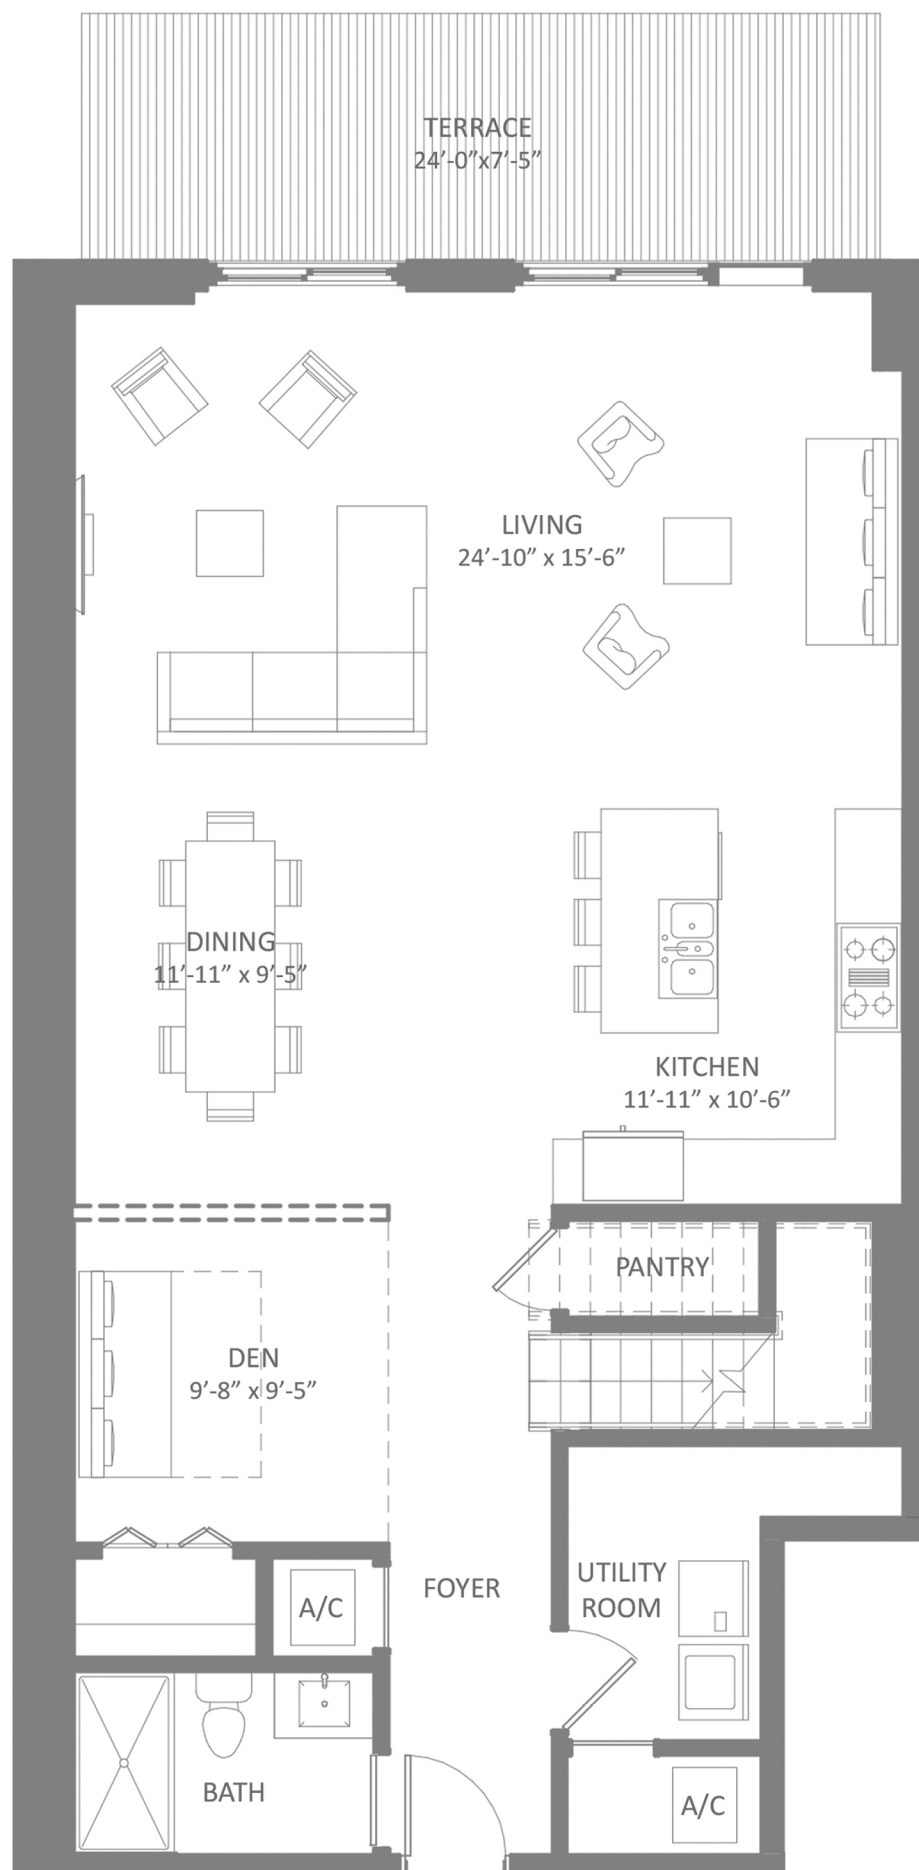 TERRACE
24’-0”x7’-5”
LIVING
24’-10” x 15’-6”
DINING
11’-11” x 9’-5”
KITCHEN
11’-11” x 10’-6”
PANTRY
DEN
9’-8” x 9’-5”
UTILITY
ROOM
FOYER
A/C
BATH
A/C